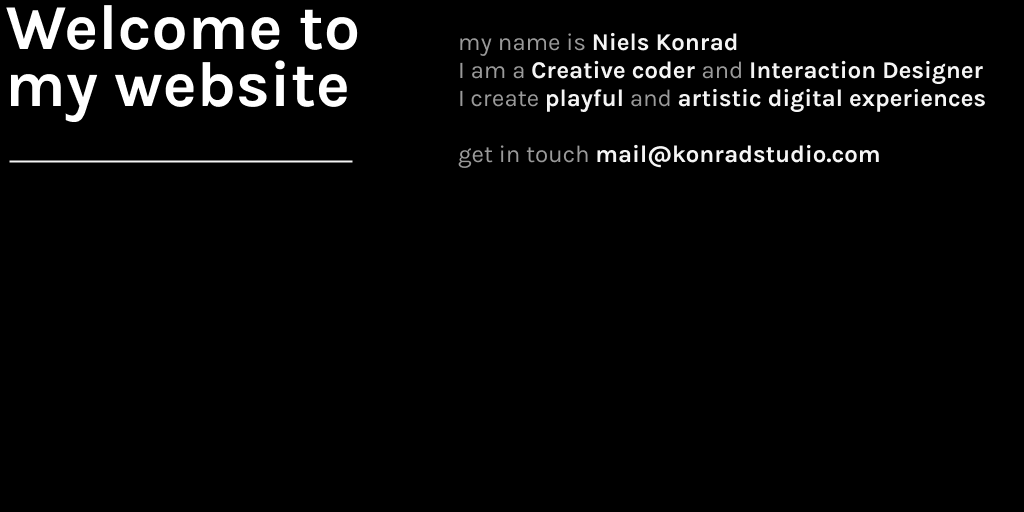 Welcome to
my website
my name is Niels Konrad
I am a Creative coder and Interaction Designer
I create playful and artistic digital experiences
get in touch mail@konradstudio.com